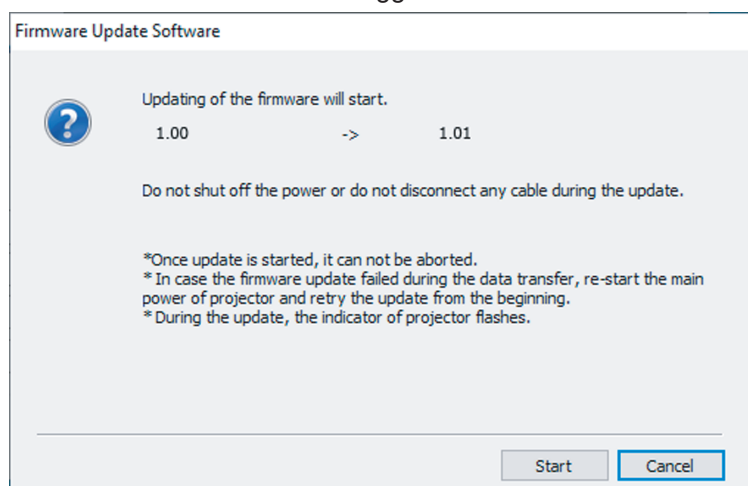 Firmware Update Software
Updating of the firmware will start.
1.00 -> 1.01
Do not shut off the power or do not disconnect any cable during the update.
*Once update is started, it can not be aborted.
* In case the firmware update failed during the data transfer, re-start the main
power of projector and retry the update from the beginning.
* During the update, the indicator of projector flashes.
Start Cancel